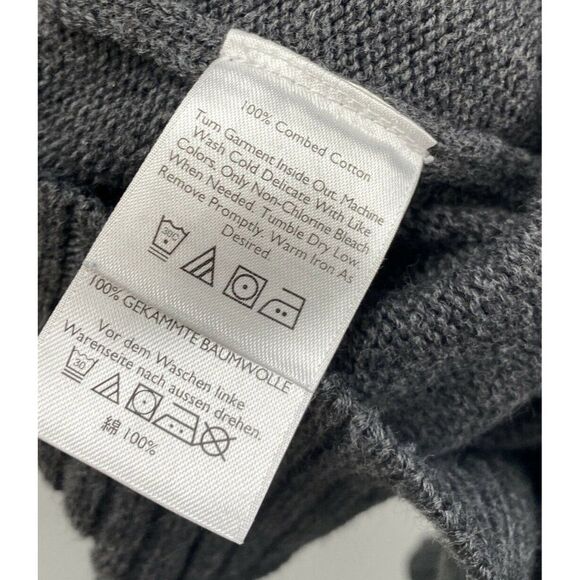 100% Combed Cotton
Turn Garment Inside Out. Machine
Wash Cold Delicate With Like
Colors, Only Non-Chlorine Bleach
When Needed. Tumble Dry Low
Remove Promptly. Warm Iron As
Desired.
30C
100% GEKAMMTE BAUMWOLLE
Vor dem Waschen linke
Warenseite nach aussen drehen.
30
綿 100%